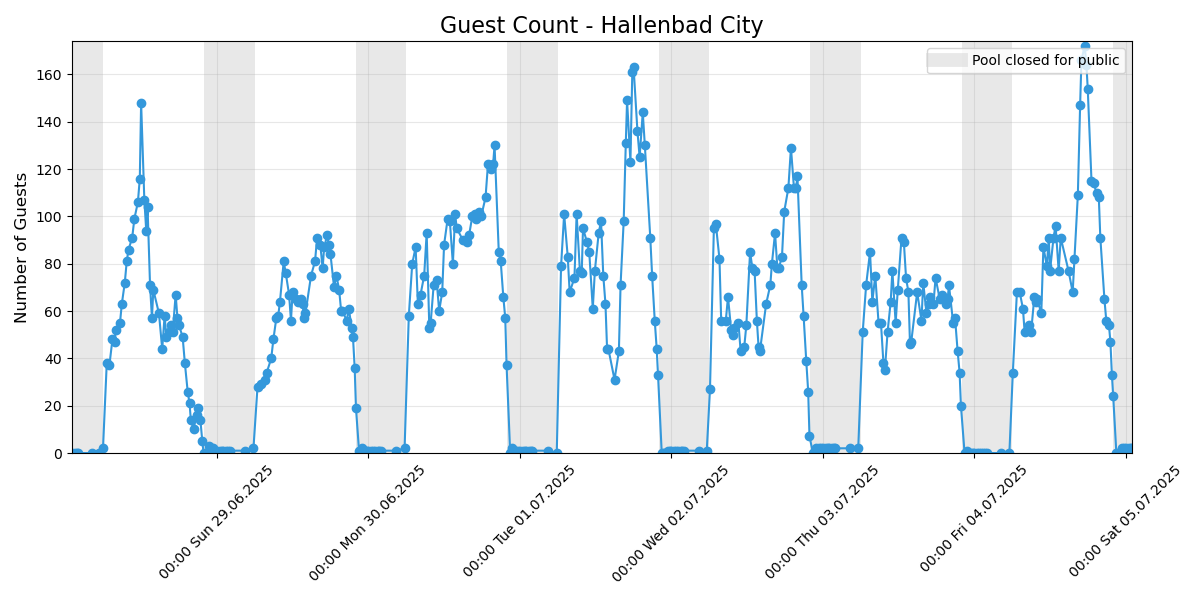 Guest Count - Hallenbad City
Pool closed for public
Number of Guests
160
140
120
100
80
60
40
20
0
00:00 Sun 29.06.2025
00:00 Mon 30.06.2025
00:00 Tue 01.07.2025
00:00 Wed 02.07.2025
00:00 Thu 03.07.2025
00:00 Fri 04.07.2025
00:00 Sat 05.07.2025